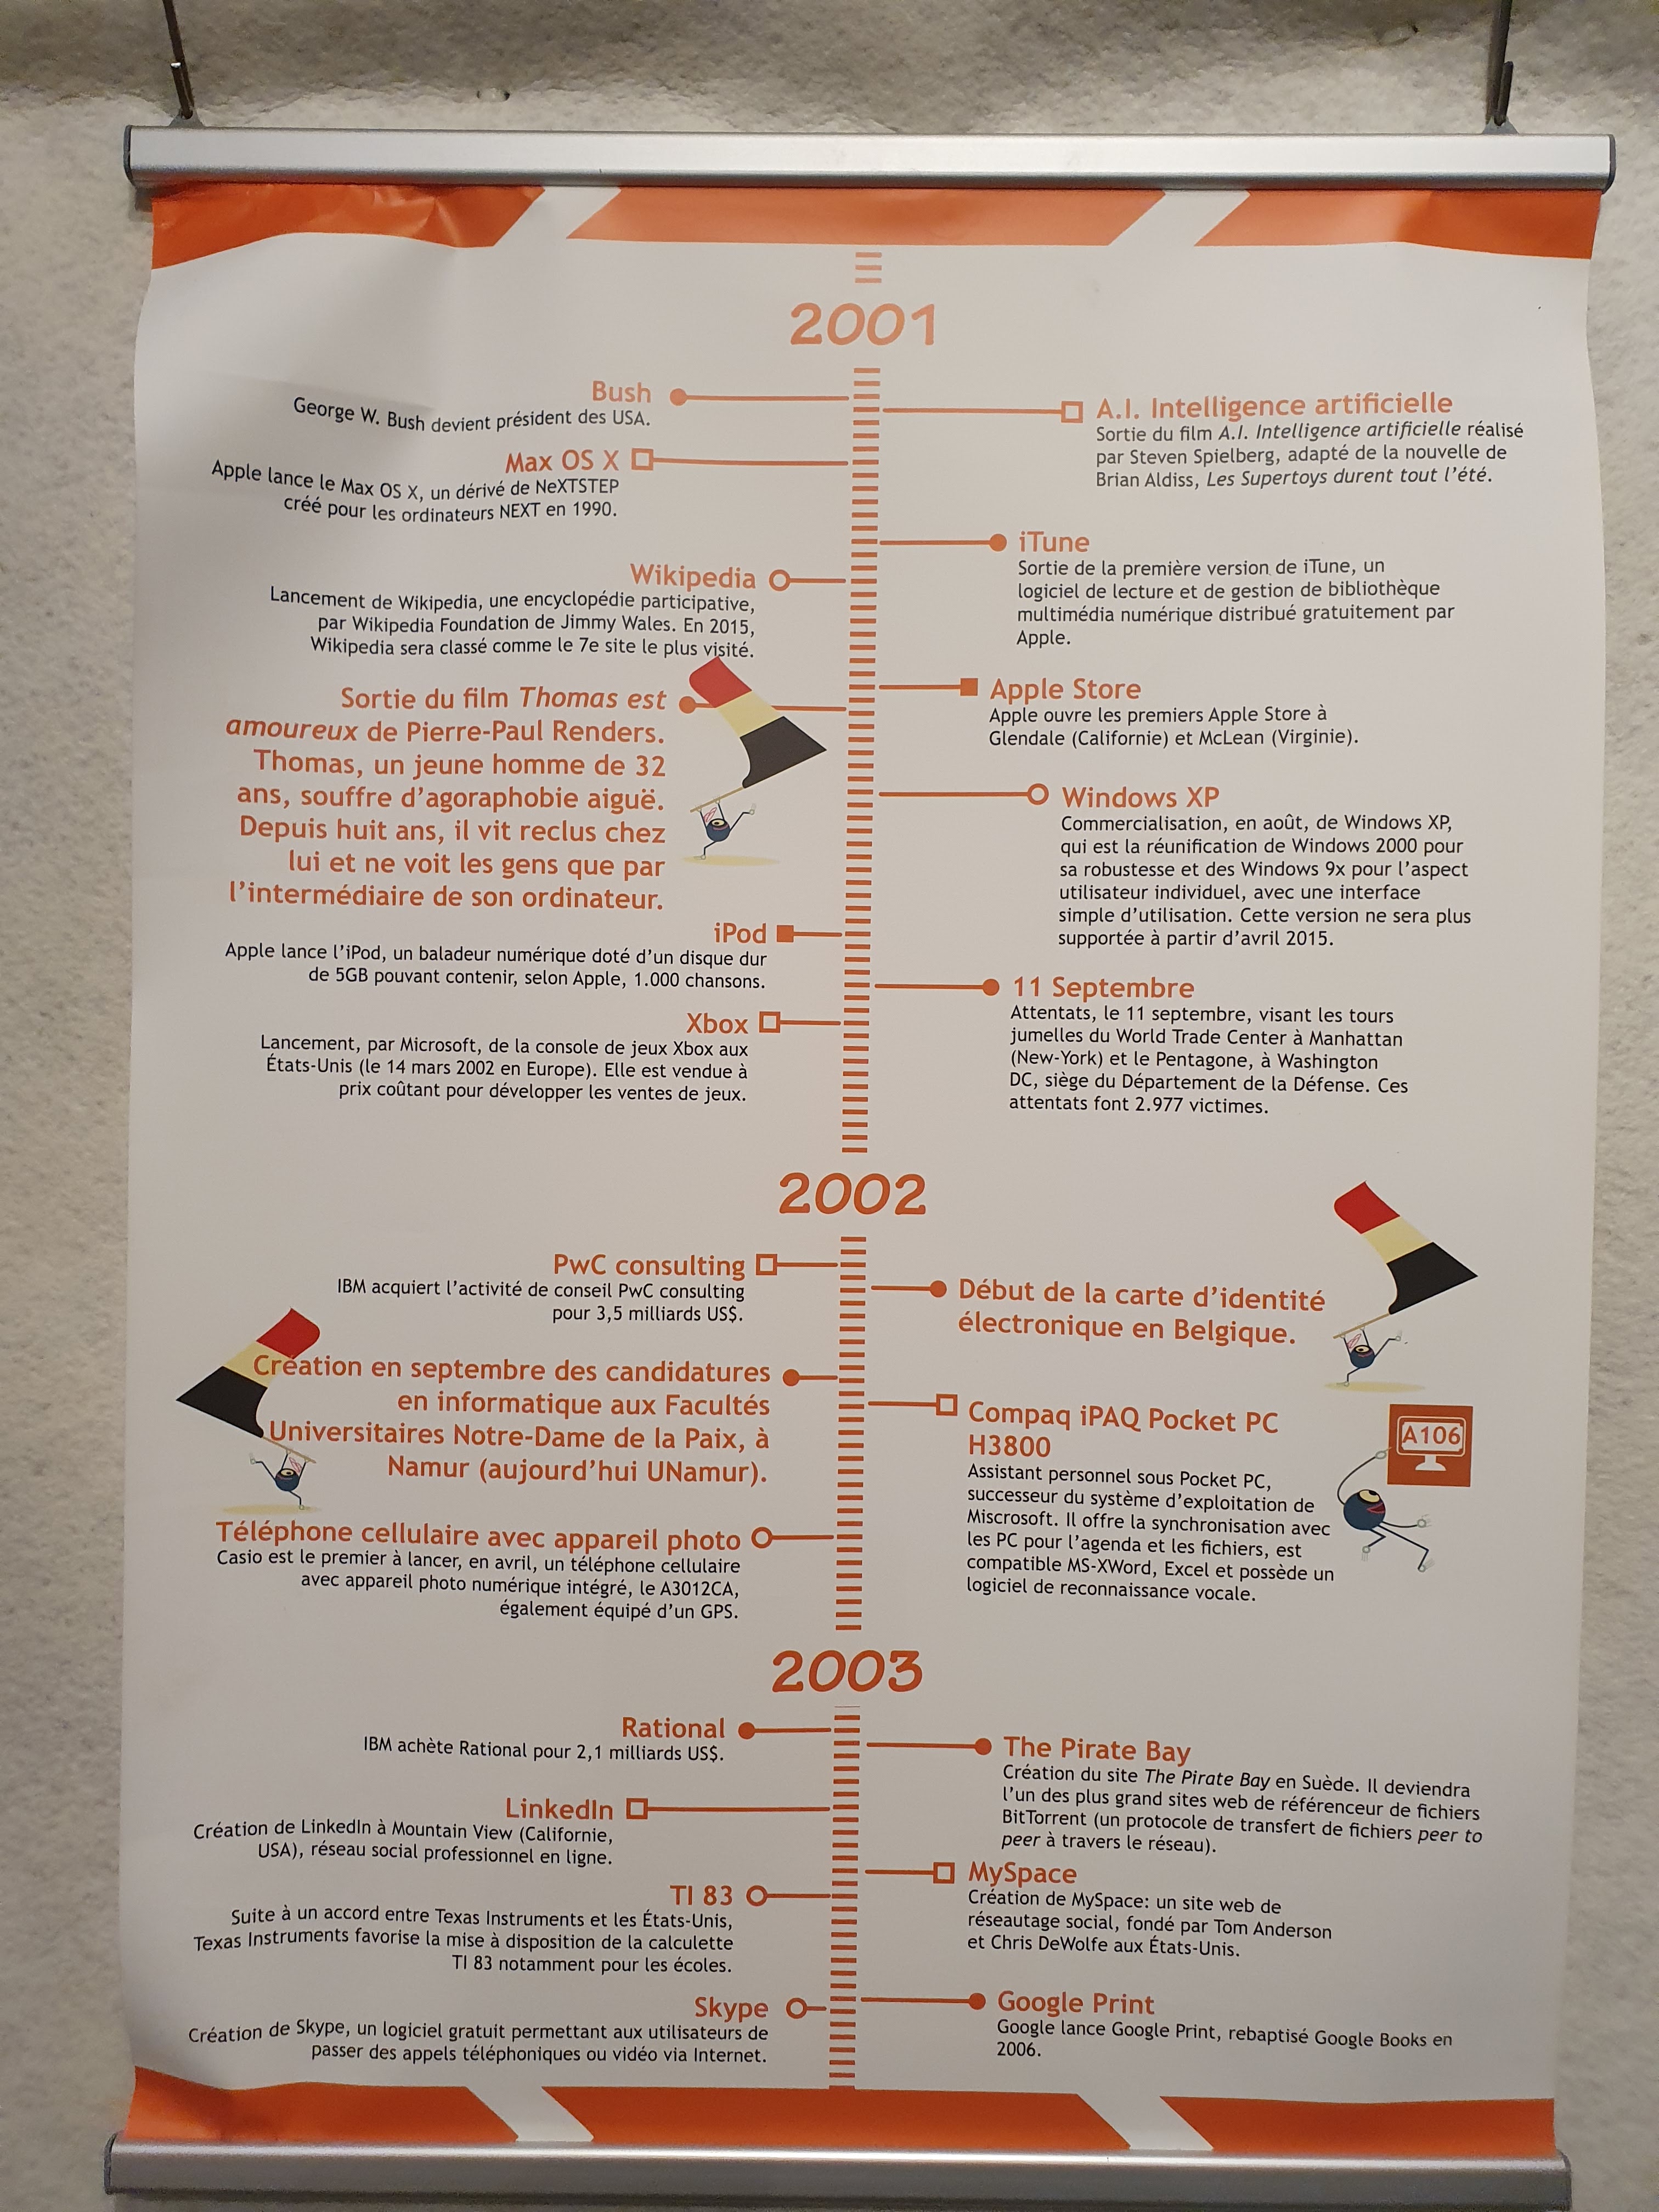 2001
Bush
George W. Bush devient président des USA.
A.I. Intelligence artificielle
Sortie du film A.I. Intelligence artificielle réalisé
par Steven Spielberg, adapté de la nouvelle de
Brian Aldiss, Les Supertoys durent tout l'été.
Max OS X
Apple lance le Max OS X, un dérivé de NeXTSTEP
créé pour les ordinateurs NEXT en 1990.
iTune
Sortie de la première version de iTune, un
logiciel de lecture et de gestion de bibliothèque
multimédia numérique distribué gratuitement par
Apple.
Wikipedia
Lancement de Wikipedia, une encyclopédie participative,
par Wikipedia Foundation de Jimmy Wales. En 2015,
Wikipedia sera classé comme le 7e site le plus visité.
Apple Store
Apple ouvre les premiers Apple Store à
Glendale (Californie) et McLean (Virginie).
Sortie du film Thomas est
amoureux de Pierre-Paul Renders.
Thomas, un jeune homme de 32
ans, souffre d'agoraphobie aiguë.
Depuis huit ans, il vit reclus chez
lui et ne voit les gens que par
l'intermédiaire de son ordinateur.
Windows XP
Commercialisation, en août, de Windows XP,
qui est la réunification de Windows 2000 pour
sa robustesse et des Windows 9x pour l'aspect
utilisateur individuel, avec une interface
simple d'utilisation. Cette version ne sera plus
supportée à partir d'avril 2015.
iPod
Apple lance l'iPod, un baladeur numérique doté d'un disque dur
de 5GB pouvant contenir, selon Apple, 1.000 chansons.
11 Septembre
Attentats, le 11 septembre, visant les tours
jumelles du World Trade Center à Manhattan
(New-York) et le Pentagone, à Washington
DC, siège du Département de la Défense. Ces
attentats font 2.977 victimes.
Xbox
Lancement, par Microsoft, de la console de jeux Xbox aux
États-Unis (le 14 mars 2002 en Europe). Elle est vendue à
prix coûtant pour développer les ventes de jeux.
2002
PwC consulting
IBM acquiert l'activité de conseil PwC consulting
pour 3,5 milliards US$.
Début de la carte d'identité
électronique en Belgique.
Création en septembre des candidatures
en informatique aux Facultés
Universitaires Notre-Dame de la Paix, à
Namur (aujourd'hui UNamur).
Compaq iPAQ Pocket PC
H3800
Assistant personnel sous Pocket PC,
successeur du système d'exploitation de
Miscrosoft. Il offre la synchronisation avec
les PC pour l'agenda et les fichiers, est
compatible MS-XWord, Excel et possède un
logiciel de reconnaissance vocale.
A106
Téléphone cellulaire avec appareil photo
Casio est le premier à lancer, en avril, un téléphone cellulaire
avec appareil photo numérique intégré, le A3012CA,
également équipé d'un GPS.
2003
Rational
IBM achète Rational pour 2,1 milliards US$.
The Pirate Bay
Création du site The Pirate Bay en Suède. Il deviendra
l'un des plus grand sites web de référenceur de fichiers
BitTorrent (un protocole de transfert de fichiers peer to
peer à travers le réseau).
LinkedIn
Création de LinkedIn à Mountain View (Californie,
USA), réseau social professionnel en ligne.
MySpace
Création de MySpace: un site web de
réseautage social, fondé par Tom Anderson
et Chris DeWolfe aux États-Unis.
TI 83
Suite à un accord entre Texas Instruments et les États-Unis,
Texas Instruments favorise la mise à disposition de la calculette
TI 83 notamment pour les écoles.
Google Print
Google lance Google Print, rebaptisé Google Books en
2006.
Skype
Création de Skype, un logiciel gratuit permettant aux utilisateurs de
passer des appels téléphoniques ou vidéo via Internet.